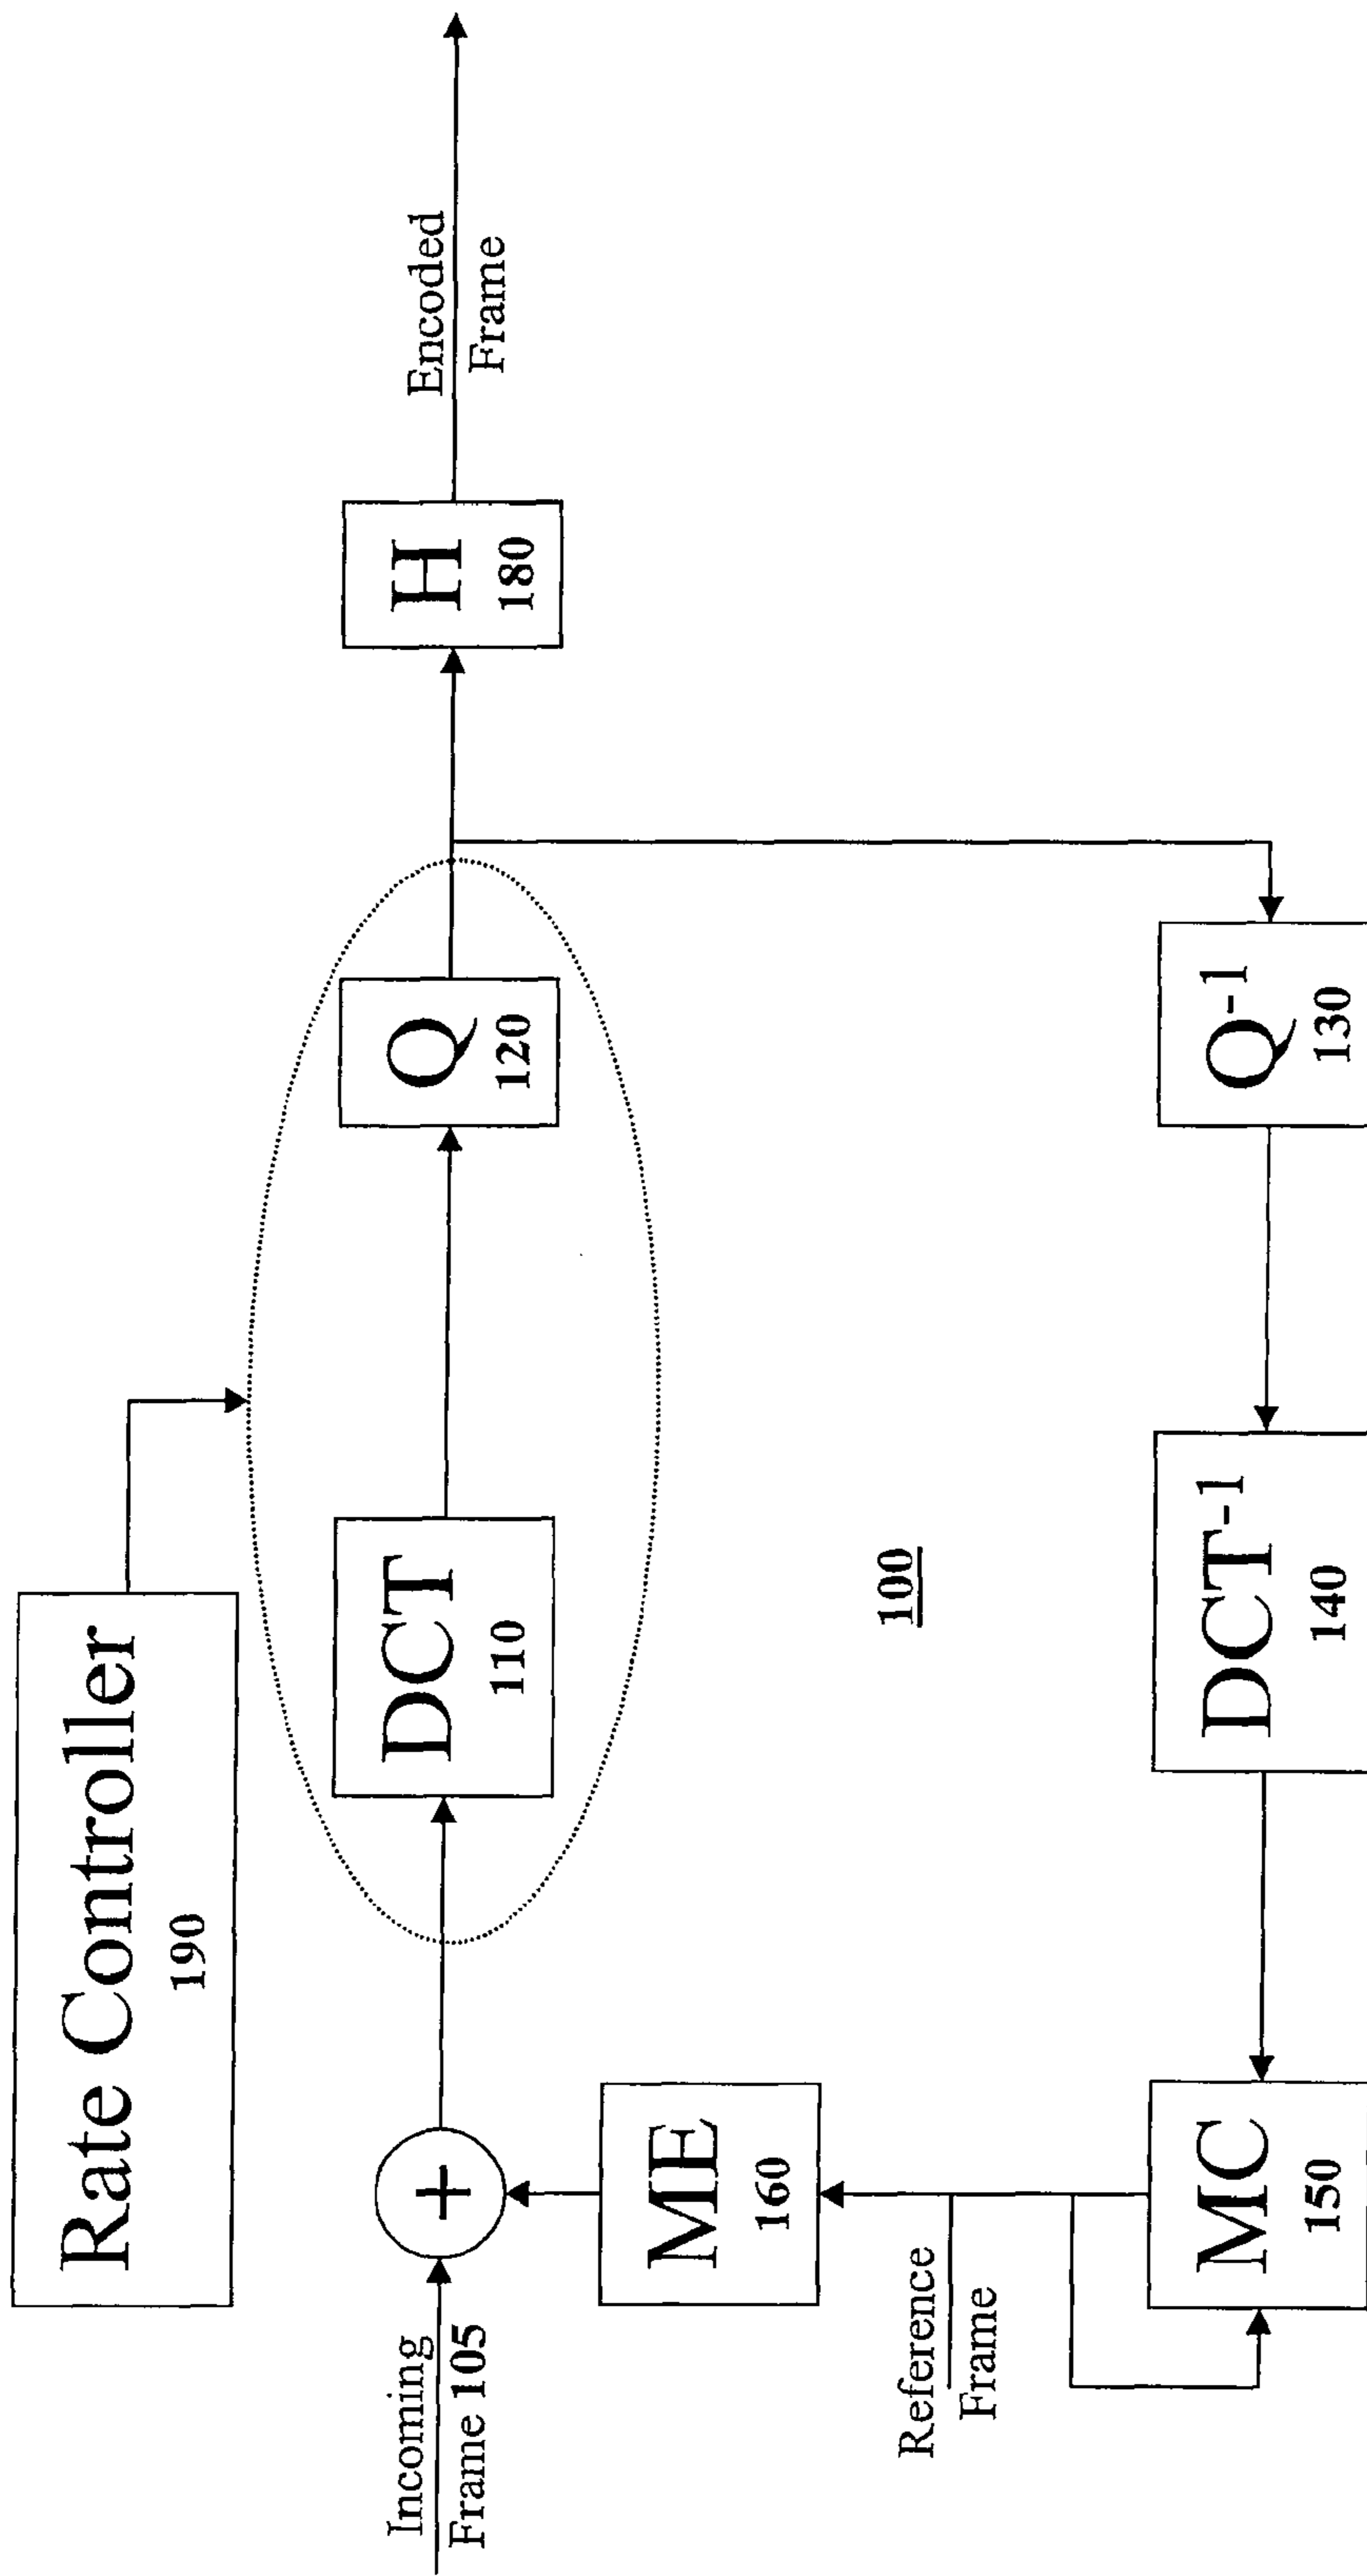 Rate Controller
190
Incoming
Frame 105
+
DCT
110
Q
120
H
180
Encoded
Frame
ME
160
100
Reference
Frame
MC
150
DCT-1
140
Q-1
130